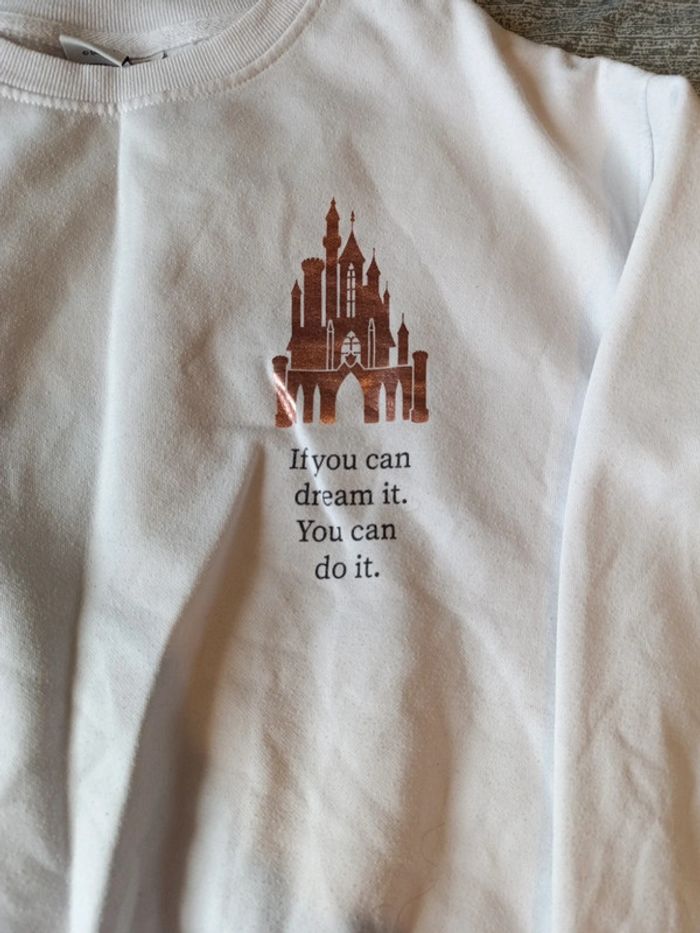 If you can
dream it.
You can
do it.